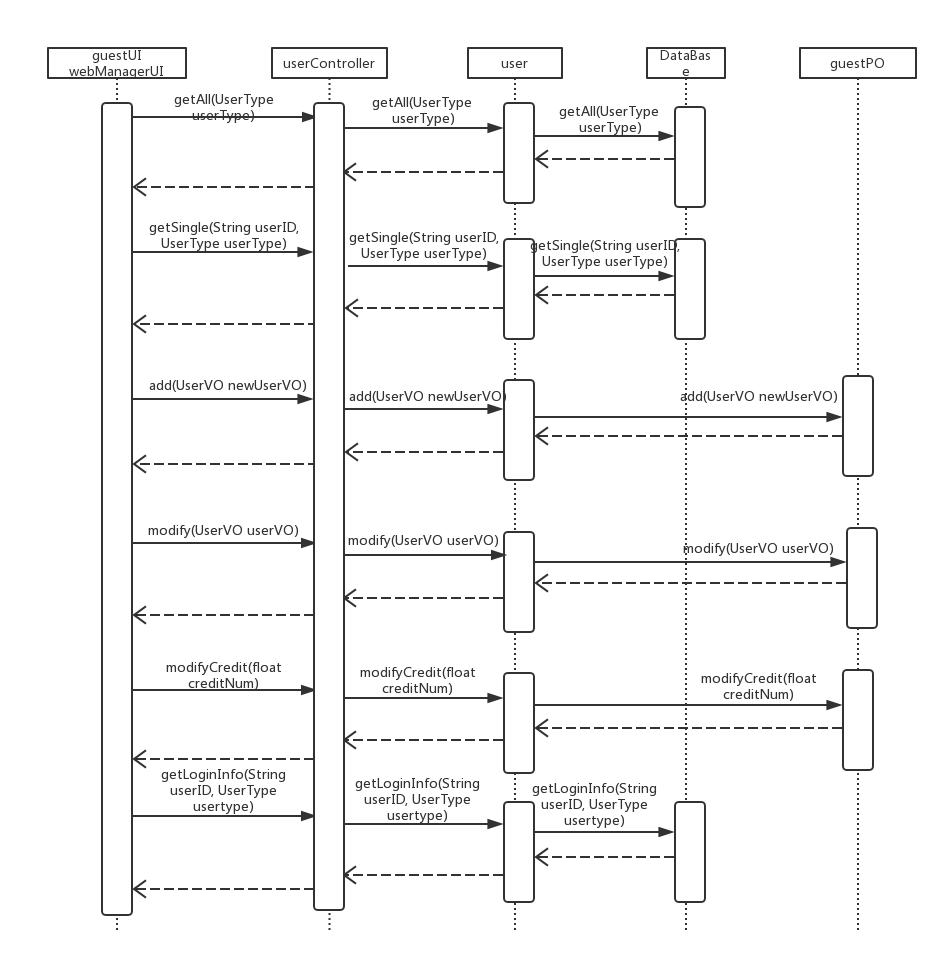 guestUI
webManagerUI
userController
user
DataBas
e
guestPO
getAll(UserType
userType)
getAll(UserType
userType)
getAll(UserType
userType)
getSingle(String userID,
UserType userType)
getSingle(String userID,
UserType userType)
getSingle(String userID,
UserType userType)
add(UserVO newUserVO)
add(UserVO newUserVO)
add(UserVO newUserVO)
modify(UserVO userVO)
modify(UserVO userVO)
modify(UserVO userVO)
modifyCredit(float
creditNum)
modifyCredit(float
creditNum)
modifyCredit(float
creditNum)
getLoginInfo(String
userID, UserType
usertype)
getLoginInfo(String
userID, UserType
usertype)
getLoginInfo(String
userID, UserType
usertype)